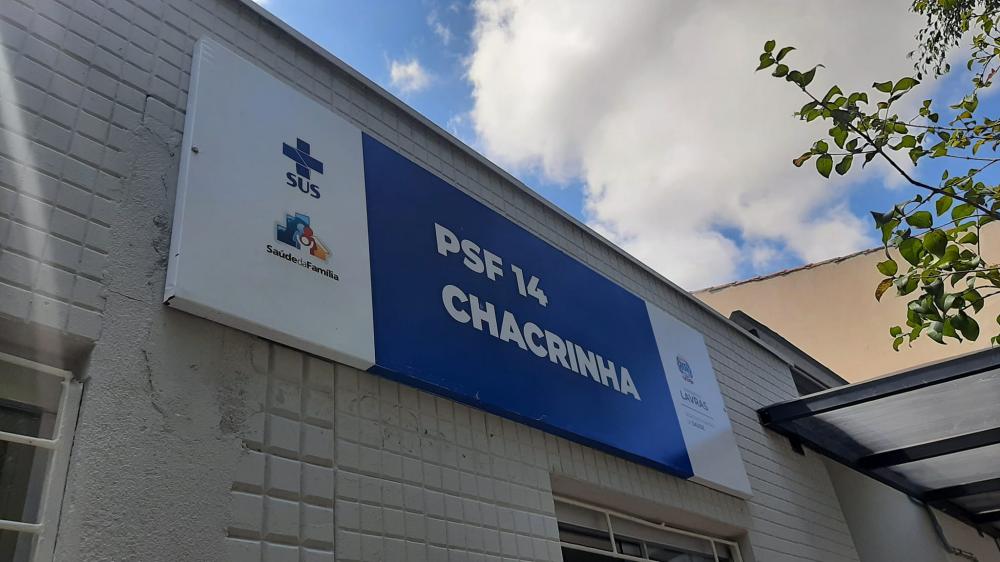 SUS
SaúdedaFamília
PSF 14
CHACRINHA
LAVRAS